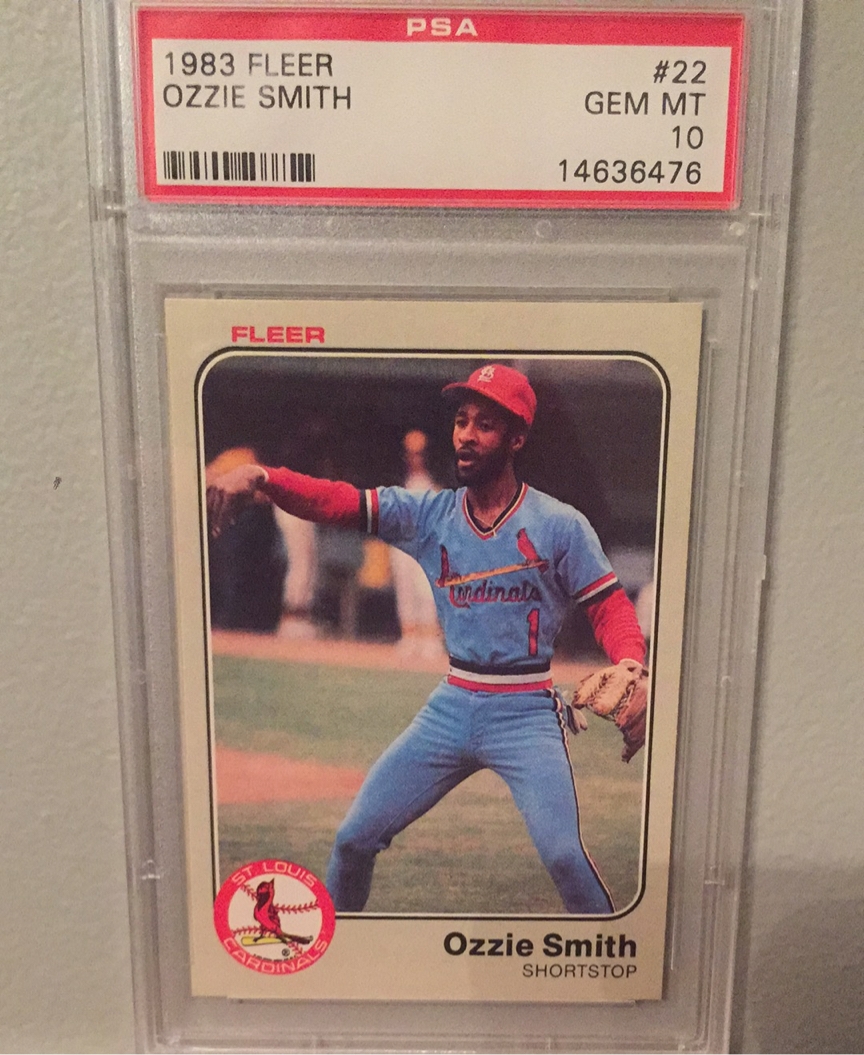 PSA
1983 FLEER #22
OZZIE SMITH GEM MT
10
14636476
FLEER
Cardinals
1
ST. LOUIS
CARDINALS
Ozzie Smith
SHORTSTOP